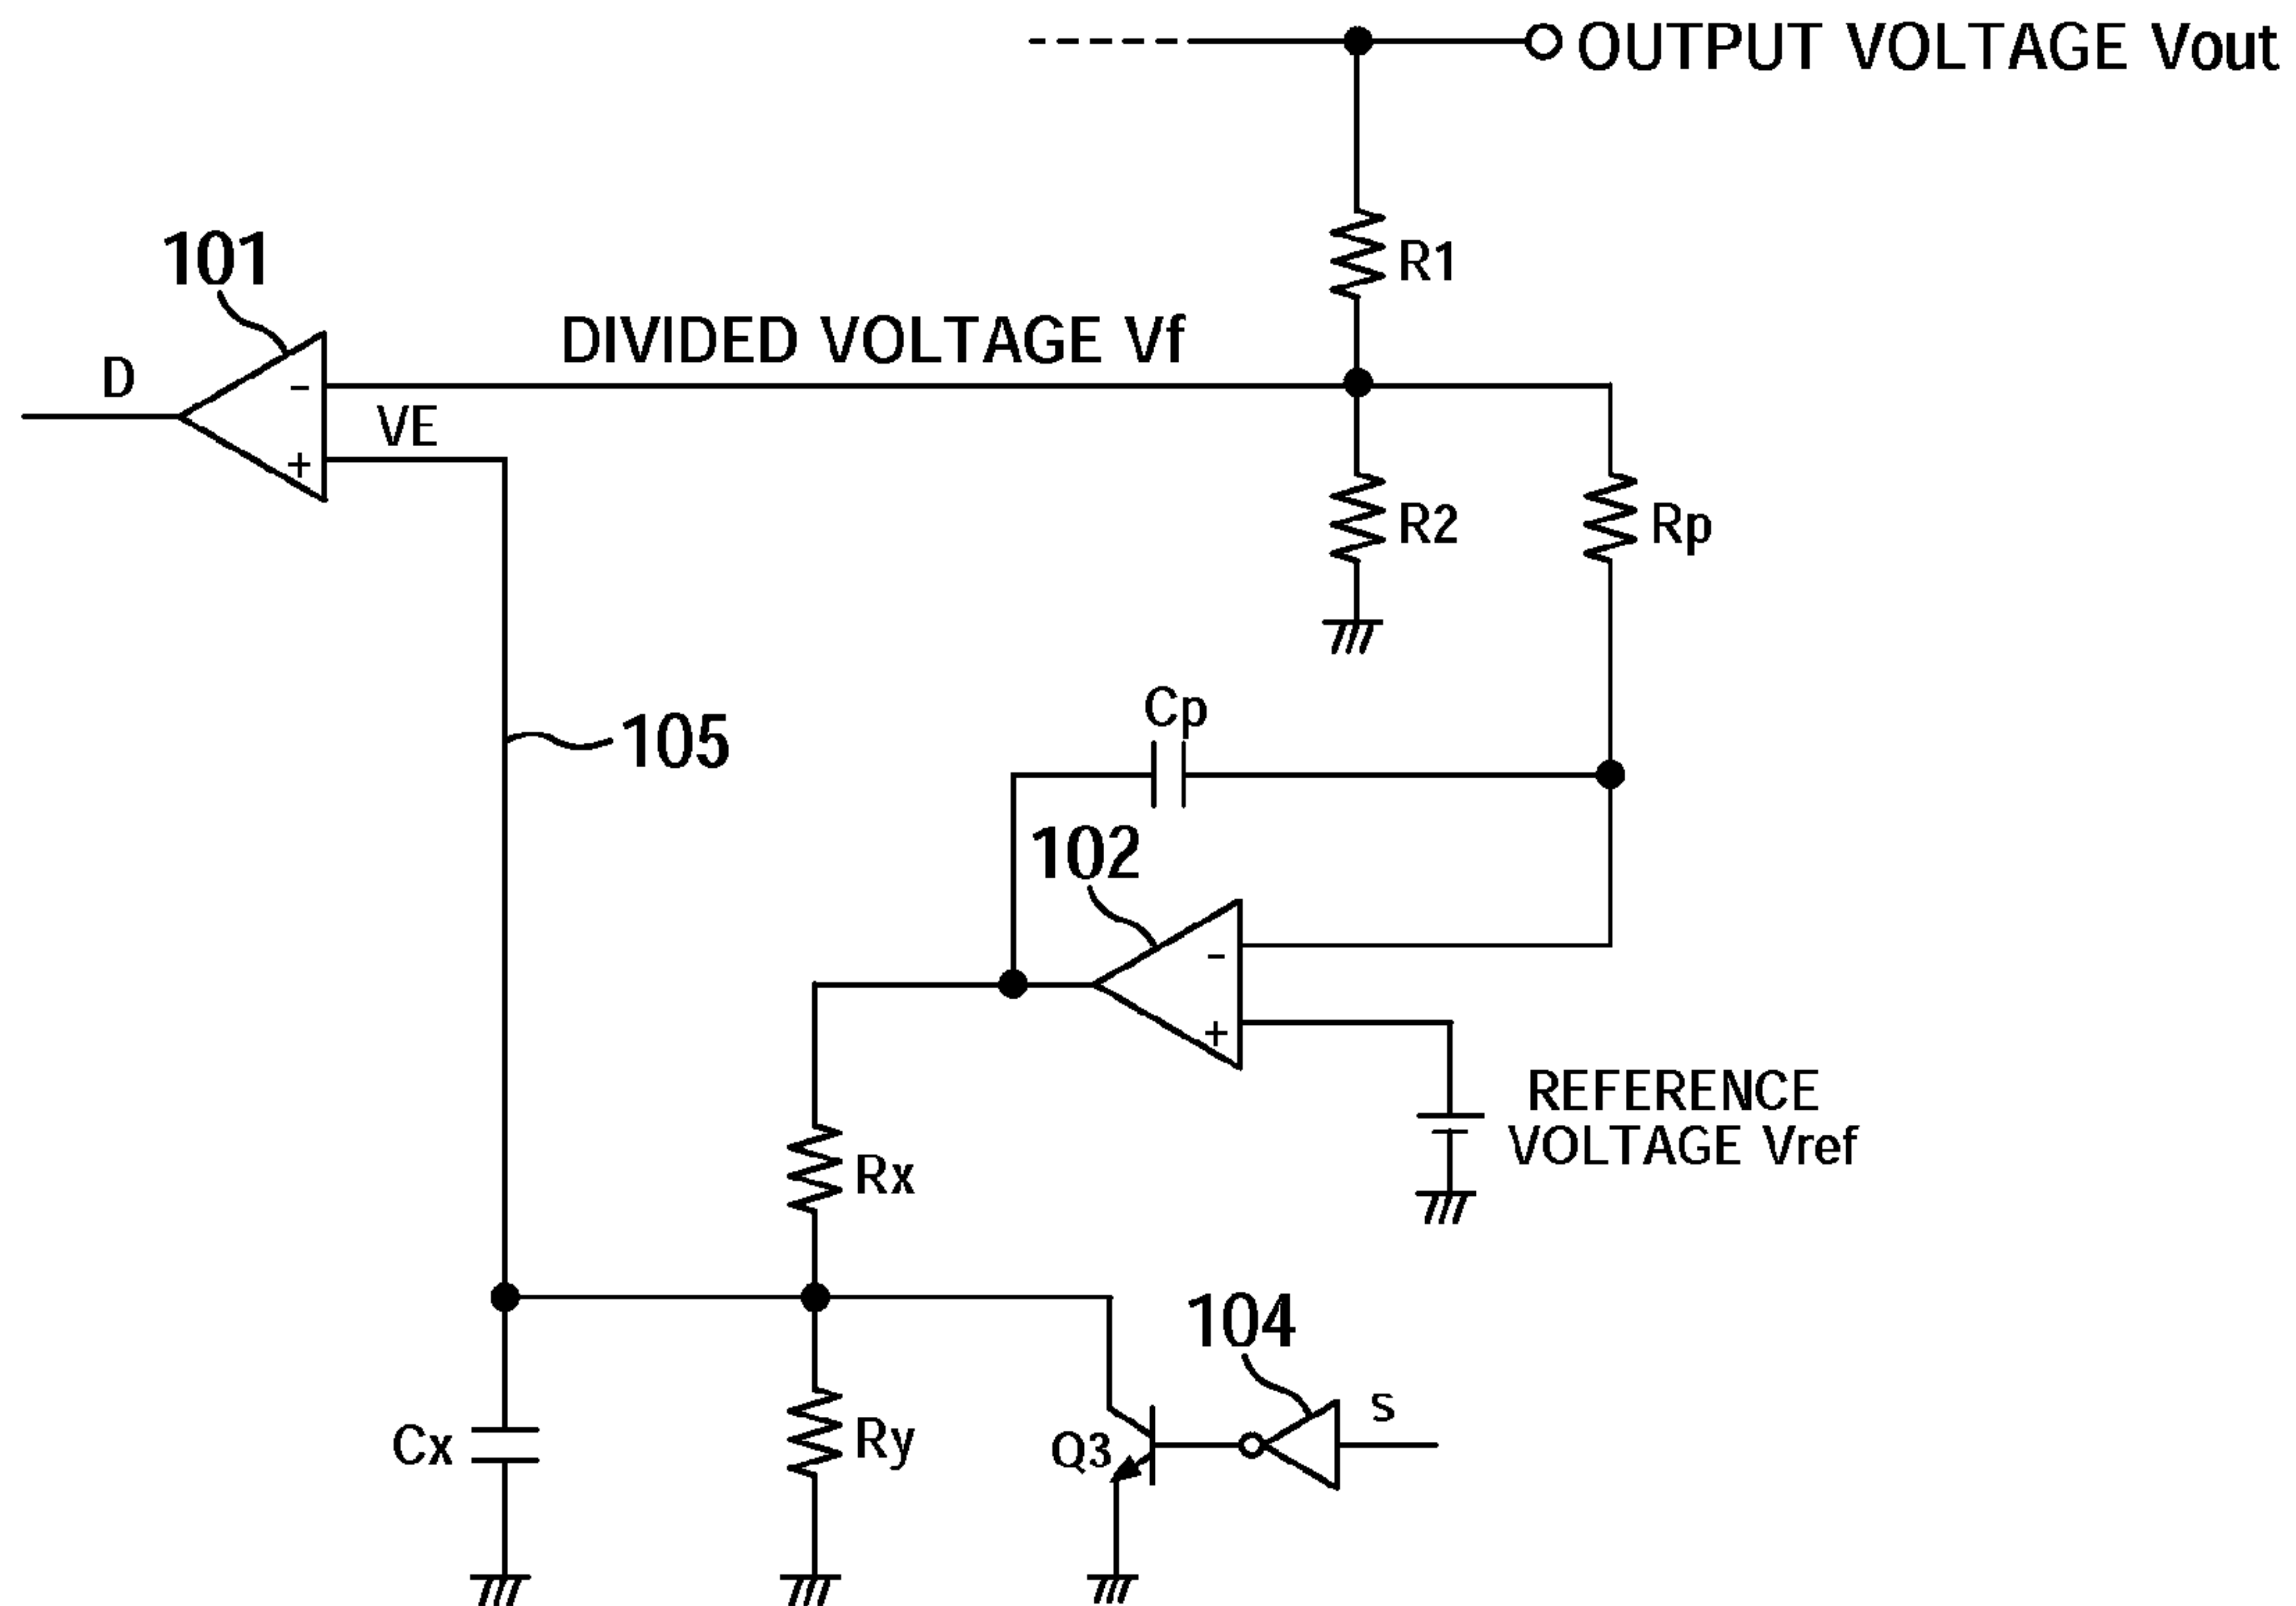 OUTPUT VOLTAGE Vout
101
R1
DIVIDED VOLTAGE Vf
D
-
VE
+
R2
Rp
Cp
105
102
-
+
REFERENCE
VOLTAGE Vref
Rx
104
S
Cx
Ry
Q3